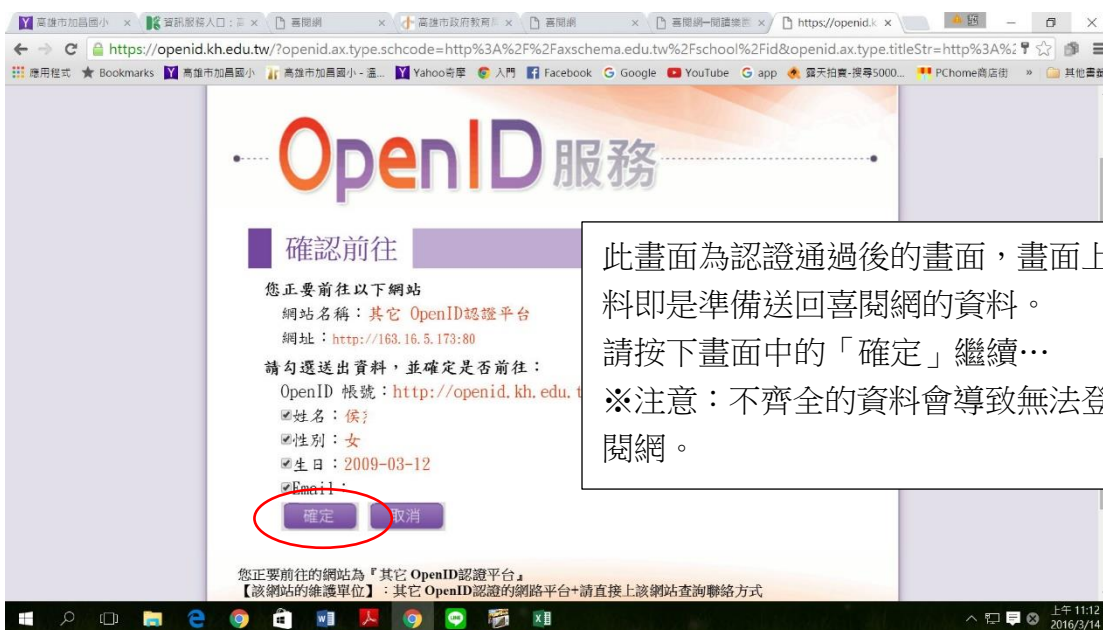 高雄市加昌國小
資訊服務入口：
喜閱網
高雄市政府教育
喜閱網
喜閱網─閱讀樂
https://openid.k
https://openid.kh.edu.tw/?openid.ax.type.schcode=http%3A%2F%2Faxschema.edu.tw%2Fschool%2Fid&openid.ax.type.titleStr=http%3A%
應用程式
Bookmarks
高雄市加昌國小
高雄市加昌國小 - 溫...
Yahoo奇摩
入門
Facebook
Google
YouTube
app
露天拍賣-搜尋5000...
PChome商店街
»
其他書籤
OpenID服務
確認前往
您正要前往以下網站
網站名稱：其它 OpenID認證平台
網址：http://163.16.5.173:80
請勾選送出資料，並確定是否前往：
OpenID 帳號：http://openid.kh.edu.t
姓名：侯
性別：女
生日：2009-03-12
Email：
確定
取消
此畫面為認證通過後的畫面，畫面上
料即是準備送回喜閱網的資料。
請按下畫面中的「確定」繼續…
※注意：不齊全的資料會導致無法登
閱網。
您正要前往的網站為『其它 OpenID認證平台』
【該網站的維護單位】：其它 OpenID認證的網路平台+請直接上該網站查詢聯絡方式
上午 11:12
2016/3/14